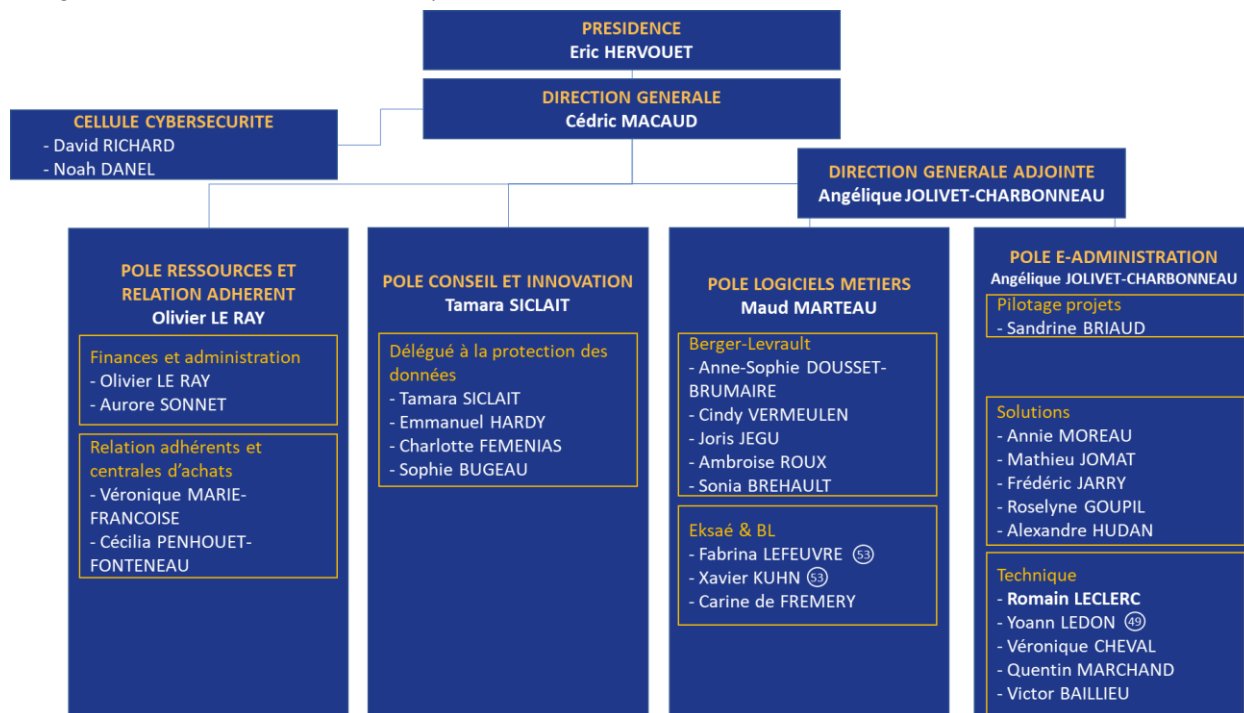 PRESIDENCE
Eric HERVOUET
DIRECTION GENERALE
Cédric MACAUD
CELLULE CYBERSECURITE
- David RICHARD
- Noah DANEL
DIRECTION GENERALE ADJOINTE
Angélique JOLIVET-CHARBONNEAU
POLE RESSOURCES ET
RELATION ADHERENT
Olivier LE RAY
Finances et administration
- Olivier LE RAY
- Aurore SONNET
Relation adhérents et
centrales d’achats
- Véronique MARIE-
FRANCOISE
- Cécilia PENHOUET-
FONTENEAU
POLE CONSEIL ET INNOVATION
Tamara SICLAIT
Délégué à la protection des
données
- Tamara SICLAIT
- Emmanuel HARDY
- Charlotte FEMENIAS
- Sophie BUGEAU
POLE LOGICIELS METIERS
Maud MARTEAU
Berger-Levrault
- Anne-Sophie DOUSSET-
BRUMAIRE
- Cindy VERMEULEN
- Joris JEGU
- Ambroise ROUX
- Sonia BREHAULT
Eksaé & BL
- Fabrina LEFEUVRE 53
- Xavier KUHN 53
- Carine de FREMERY
POLE E-ADMINISTRATION
Angélique JOLIVET-CHARBONNEAU
Pilotage projets
- Sandrine BRIAUD
Solutions
- Annie MOREAU
- Mathieu JOMAT
- Frédéric JARRY
- Roselyne GOUPIL
- Alexandre HUDAN
Technique
- Romain LECLERC
- Yoann LEDON 49
- Véronique CHEVAL
- Quentin MARCHAND
- Victor BAILLIEU